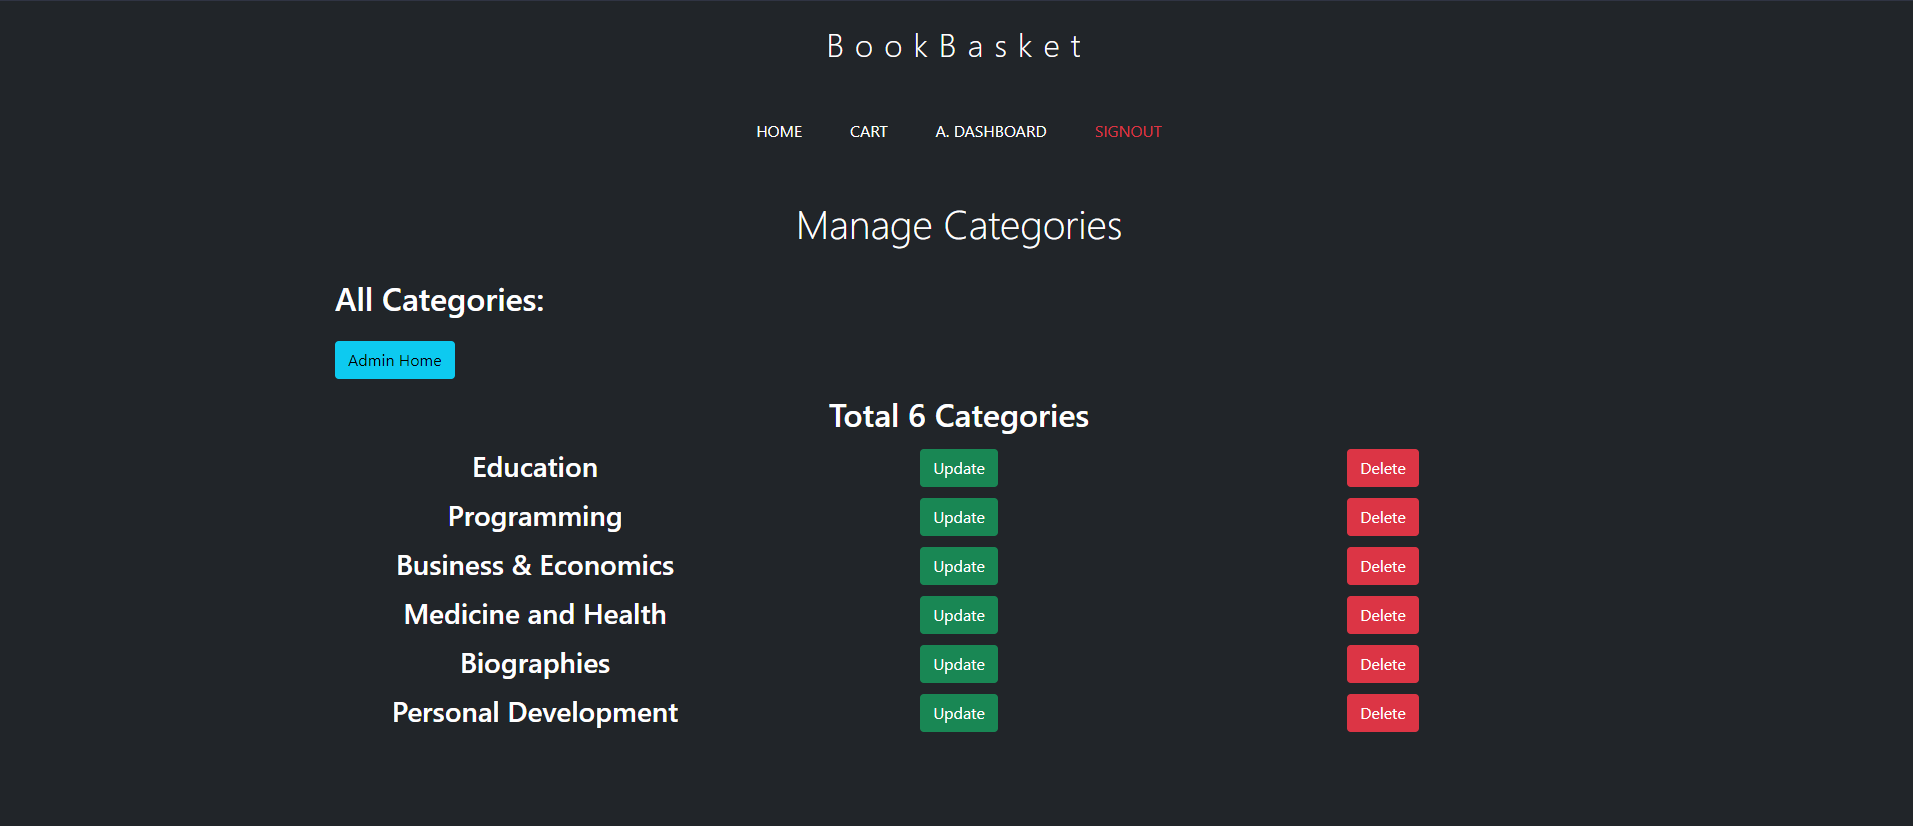 BookBasket
HOME CART A. DASHBOARD SIGNOUT
Manage Categories
All Categories:
Admin Home
Total 6 Categories
Education Update Delete
Programming Update Delete
Business & Economics Update Delete
Medicine and Health Update Delete
Biographies Update Delete
Personal Development Update Delete